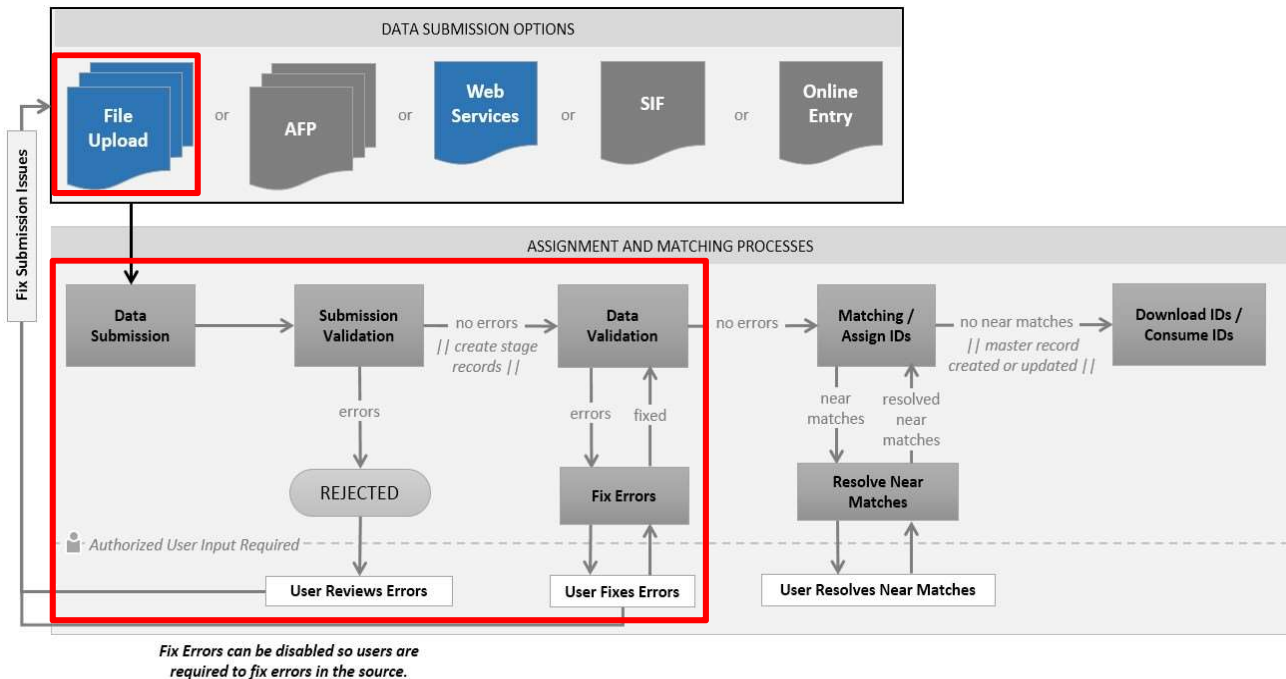 DATA SUBMISSION OPTIONS
File
Upload
or
AFP
or
Web
Services
or
SIF
or
Online
Entry
Fix Submission Issues
ASSIGNMENT AND MATCHING PROCESSES
Data
Submission
Submission
Validation
no errors
|| create stage
records ||
Data
Validation
no errors
Matching /
Assign IDs
no near matches
|| master record
created or updated ||
Download IDs /
Consume IDs
errors
errors
fixed
near
matches
resolved
near
matches
REJECTED
Fix Errors
Resolve Near
Matches
Authorized User Input Required
User Reviews Errors
User Fixes Errors
User Resolves Near Matches
Fix Errors can be disabled so users are
required to fix errors in the source.